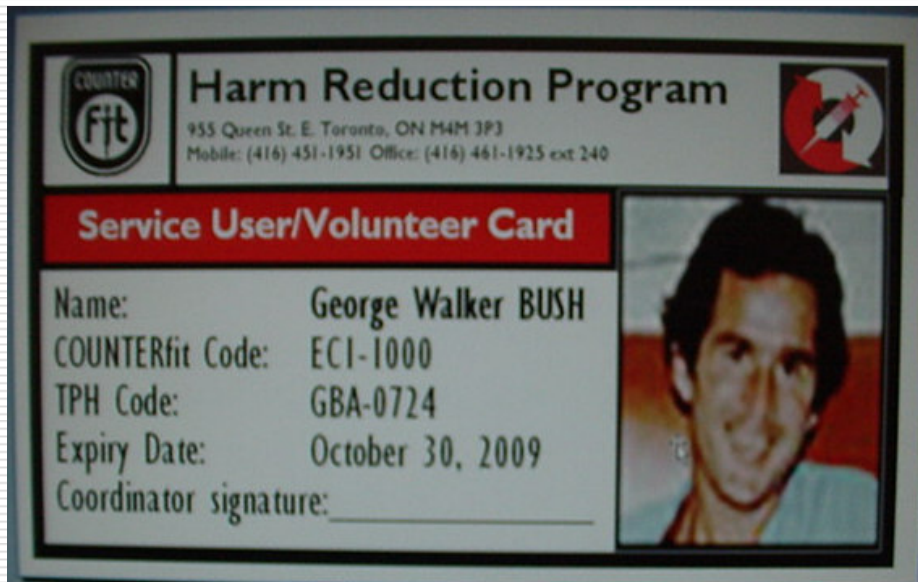 COUNTER
fit
Harm Reduction Program
955 Queen St. E. Toronto, ON M4M 3P3
Mobile: (416) 451-1951 Office: (416) 461-1925 ext 240
Service User/Volunteer Card
Name: George Walker BUSH
COUNTERfit Code: ECI-1000
TPH Code: GBA-0724
Expiry Date: October 30, 2009
Coordinator signature: